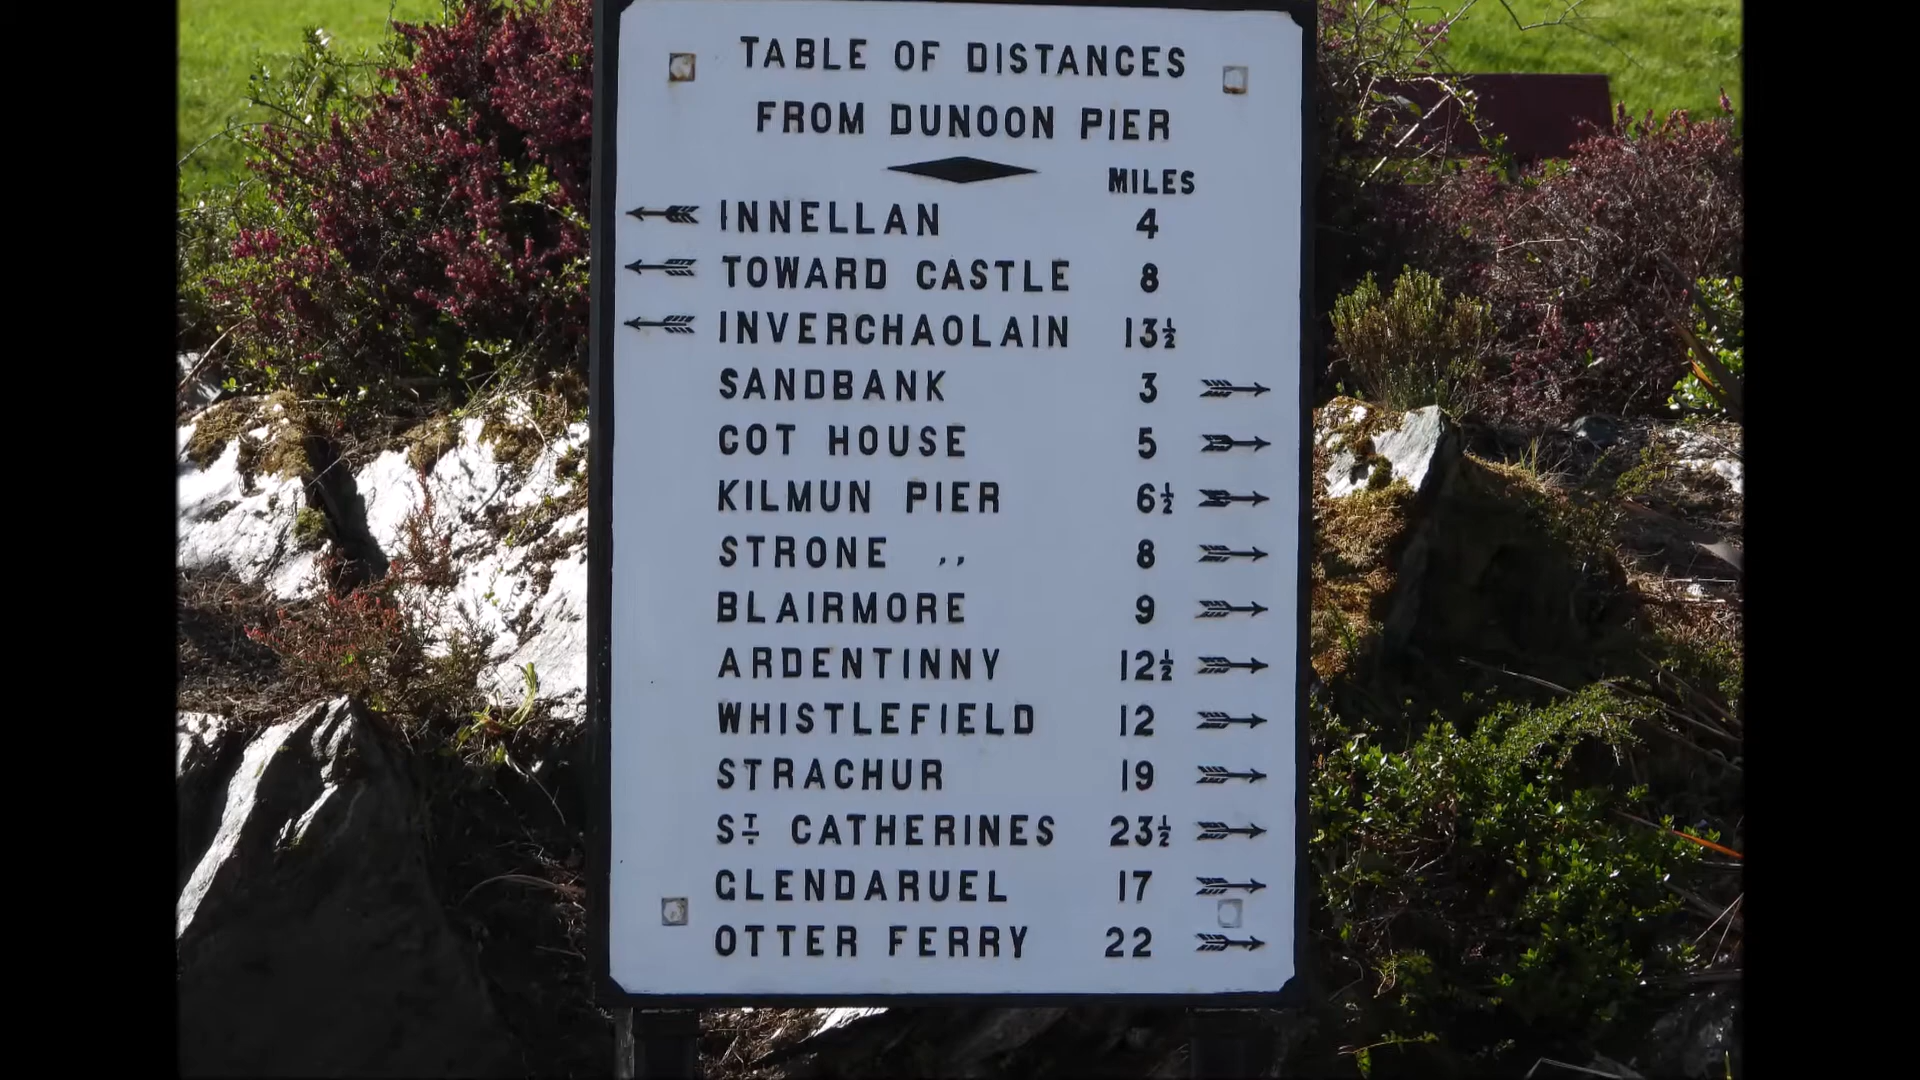 TABLE OF DISTANCES
FROM DUNOON PIER
MILES
INNELLAN 4
TOWARD CASTLE 8
INVERCHAOLAIN 13½
SANDBANK 3
COT HOUSE 5
KILMUN PIER 6½
STRONE ,, 8
BLAIRMORE 9
ARDENTINNY 12½
WHISTLEFIELD 12
STRACHUR 19
ST CATHERINES 23½
GLENDARUEL 17
OTTER FERRY 22